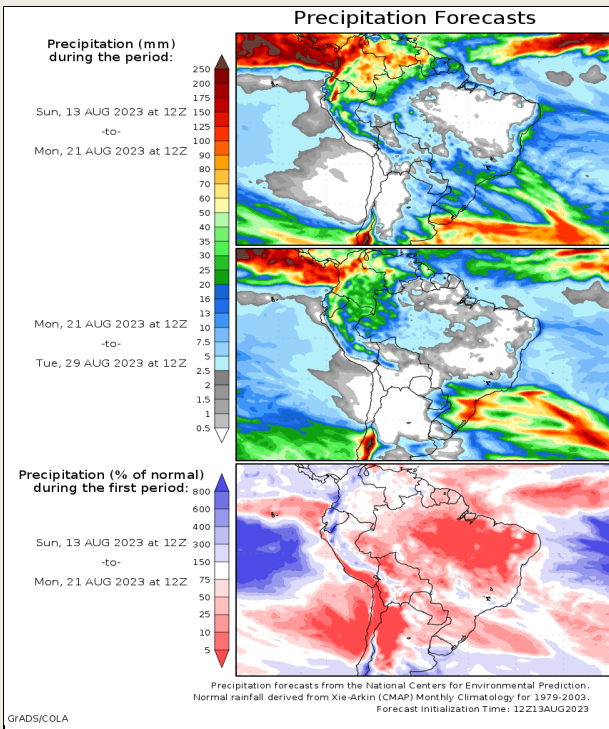 Precipitation Forecasts
Precipitation (mm)
during the period:
250
200
175
150
125
100
90
80
70
60
50
40
35
30
25
20
16
13
10
7.5
5
2.5
2
1.5
1
0.5
Sun, 13 AUG 2023 at 12Z
-to-
Mon, 21 AUG 2023 at 12Z
Mon, 21 AUG 2023 at 12Z
-to-
Tue, 29 AUG 2023 at 12Z
Precipitation (% of normal)
during the first period:
800
600
400
300
150
75
50
25
10
5
Sun, 13 AUG 2023 at 12Z
-to-
Mon, 21 AUG 2023 at 12Z
Precipitation forecasts from the National Centers for Environmental Prediction.
Normal rainfall derived from Xie-Arkin (CMAP) Monthly Climatology for 1979-2003.
Forecast Initialization Time: 12Z13AUG2023
GrADS/COLA